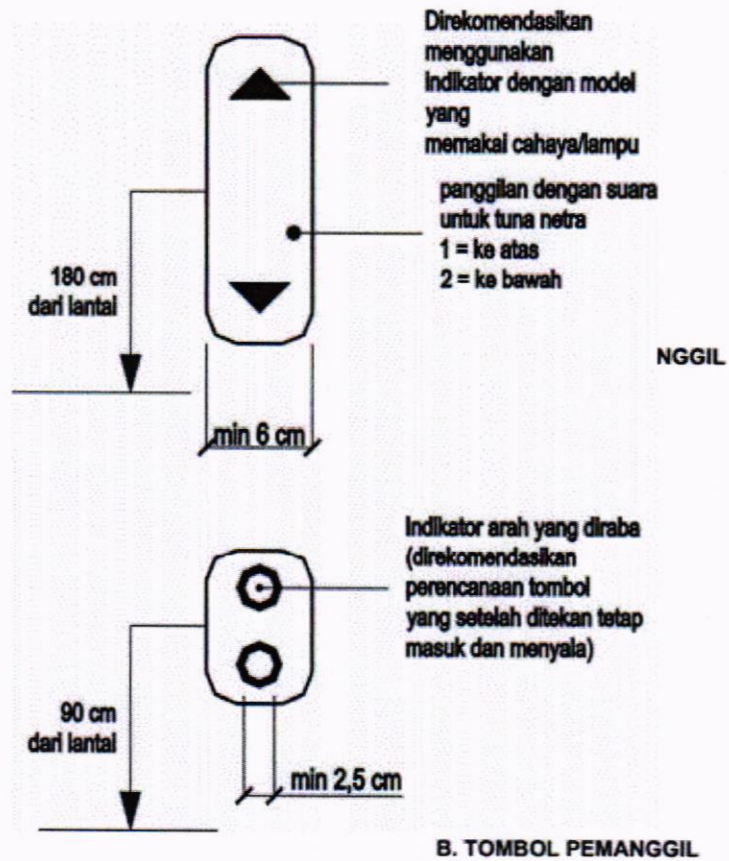 Direkomendasikan
menggunakan
Indikator dengan model
yang
memakai cahaya/lampu
panggilan dengan suara
untuk tuna netra
1 = ke atas
2 = ke bawah
180 cm
dari lantai
NGGIL
min 6 cm
Indikator arah yang diraba
(direkomendasikan
perencanaan tombol
yang setelah ditekan tetap
masuk dan menyala)
90 cm
dari lantai
min 2,5 cm
B. TOMBOL PEMANGGIL